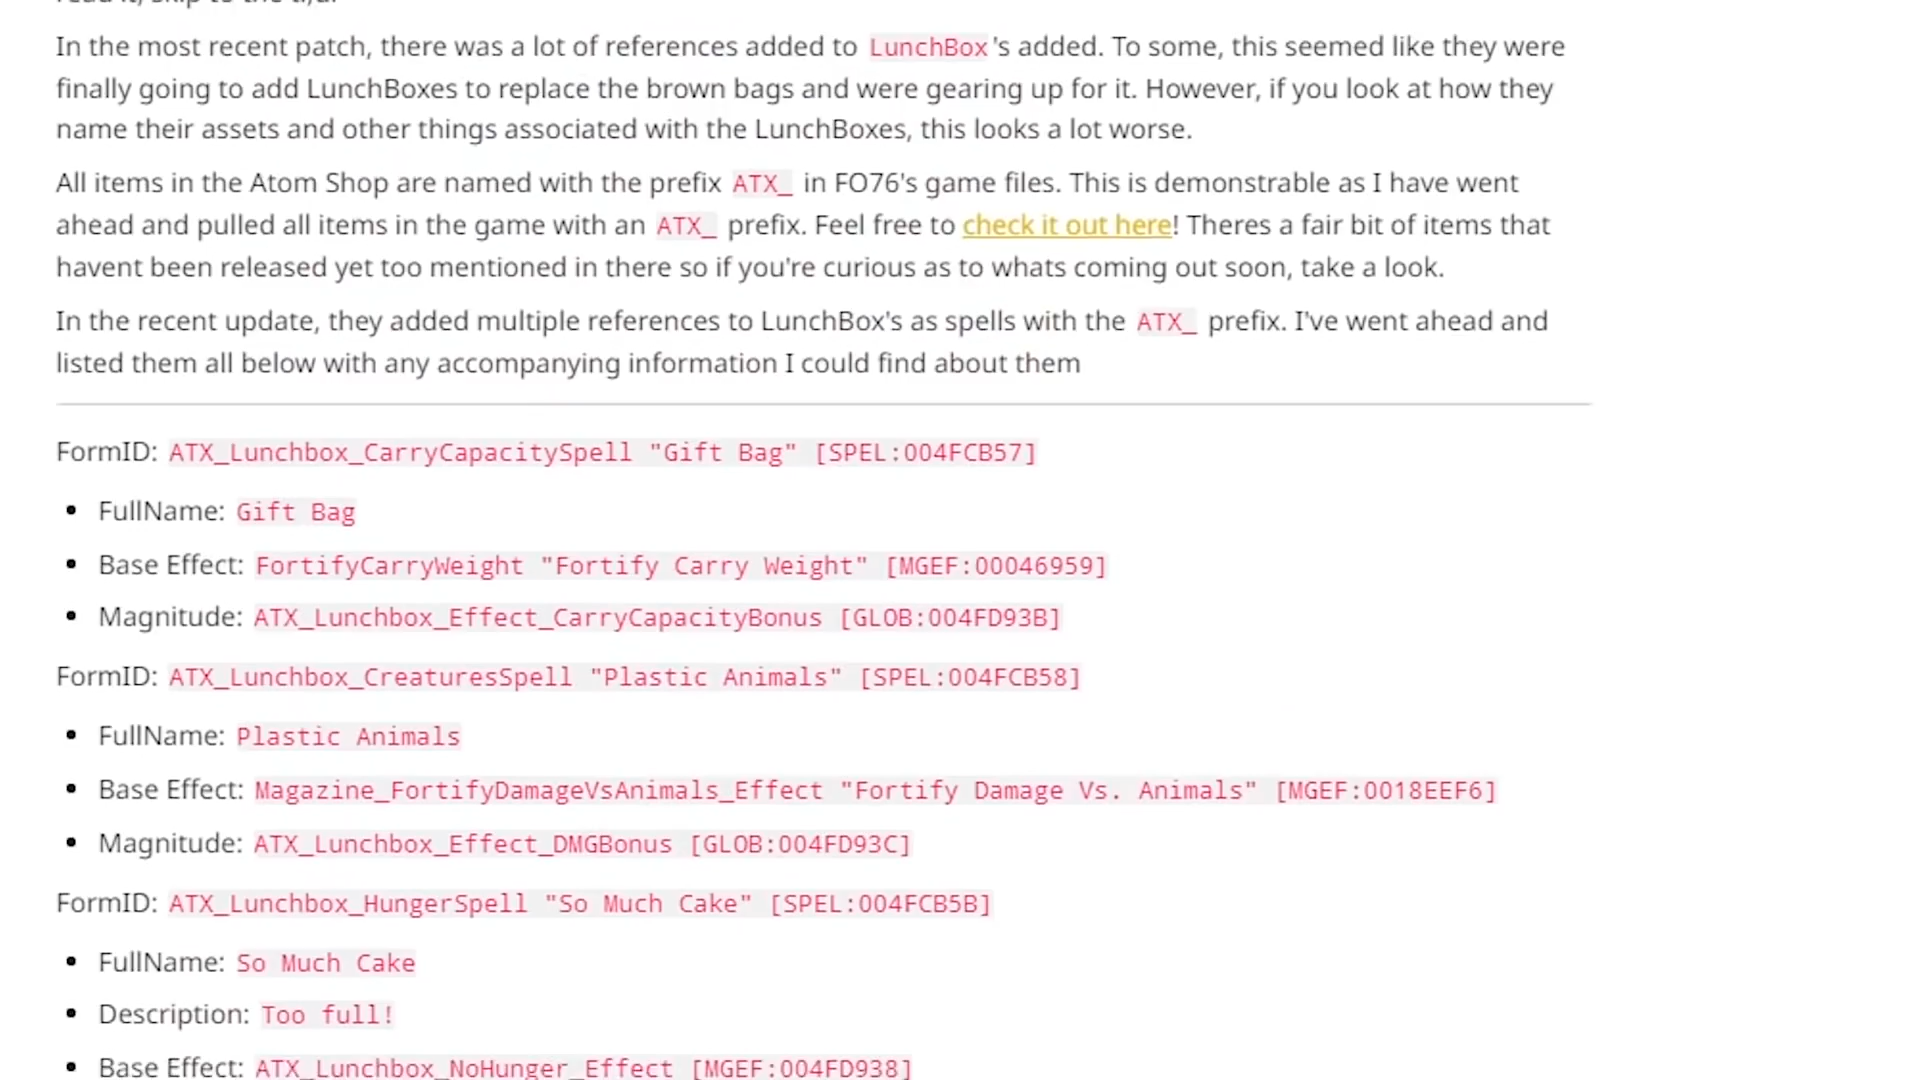 In the most recent patch, there was a lot of references added to LunchBox's added. To some, this seemed like they were
finally going to add LunchBoxes to replace the brown bags and were gearing up for it. However, if you look at how they
name their assets and other things associated with the LunchBoxes, this looks a lot worse.
All items in the Atom Shop are named with the prefix ATX_ in FO76's game files. This is demonstrable as I have went
ahead and pulled all items in the game with an ATX_ prefix. Feel free to check it out here! Theres a fair bit of items that
havent been released yet too mentioned in there so if you're curious as to whats coming out soon, take a look.
In the recent update, they added multiple references to LunchBox's as spells with the ATX_ prefix. I've went ahead and
listed them all below with any accompanying information I could find about them
FormID: ATX_Lunchbox_CarryCapacitySpell "Gift Bag" [SPEL:004FCB57]
• FullName: Gift Bag
• Base Effect: FortifyCarryWeight "Fortify Carry Weight" [MGEF:00046959]
• Magnitude: ATX_Lunchbox_Effect_CarryCapacityBonus [GLOB:004FD93B]
FormID: ATX_Lunchbox_CreaturesSpell "Plastic Animals" [SPEL:004FCB58]
• FullName: Plastic Animals
• Base Effect: Magazine_FortifyDamageVsAnimals_Effect "Fortify Damage Vs. Animals" [MGEF:0018EEF6]
• Magnitude: ATX_Lunchbox_Effect_DMGBonus [GLOB:004FD93C]
FormID: ATX_Lunchbox_HungerSpell "So Much Cake" [SPEL:004FCB5B]
• FullName: So Much Cake
• Description: Too full!
• Base Effect: ATX_Lunchbox_NoHunger_Effect [MGEF:004FD938]